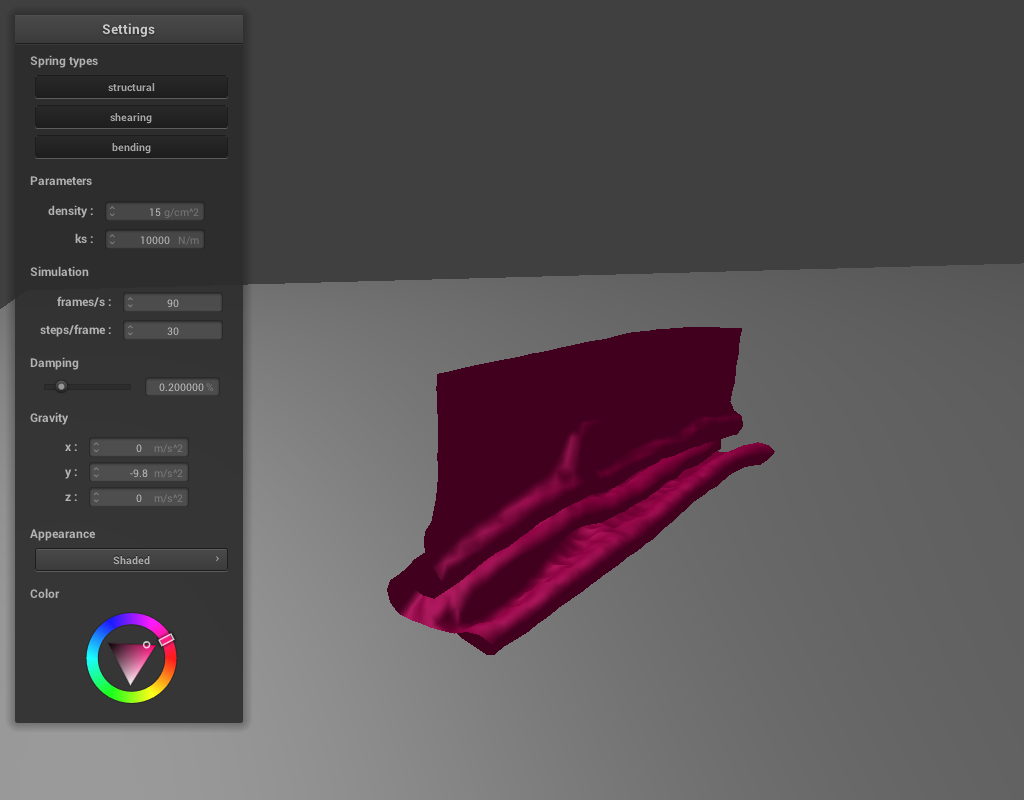 Settings
Spring types
structural
shearing
bending
Parameters
density : 15 g/cm^2
ks : 10000 N/m
Simulation
frames/s : 90
steps/frame : 30
Damping
0.200000 %
Gravity
x : 0 m/s^2
y : -9.8 m/s^2
z : 0 m/s^2
Appearance
Shaded
Color